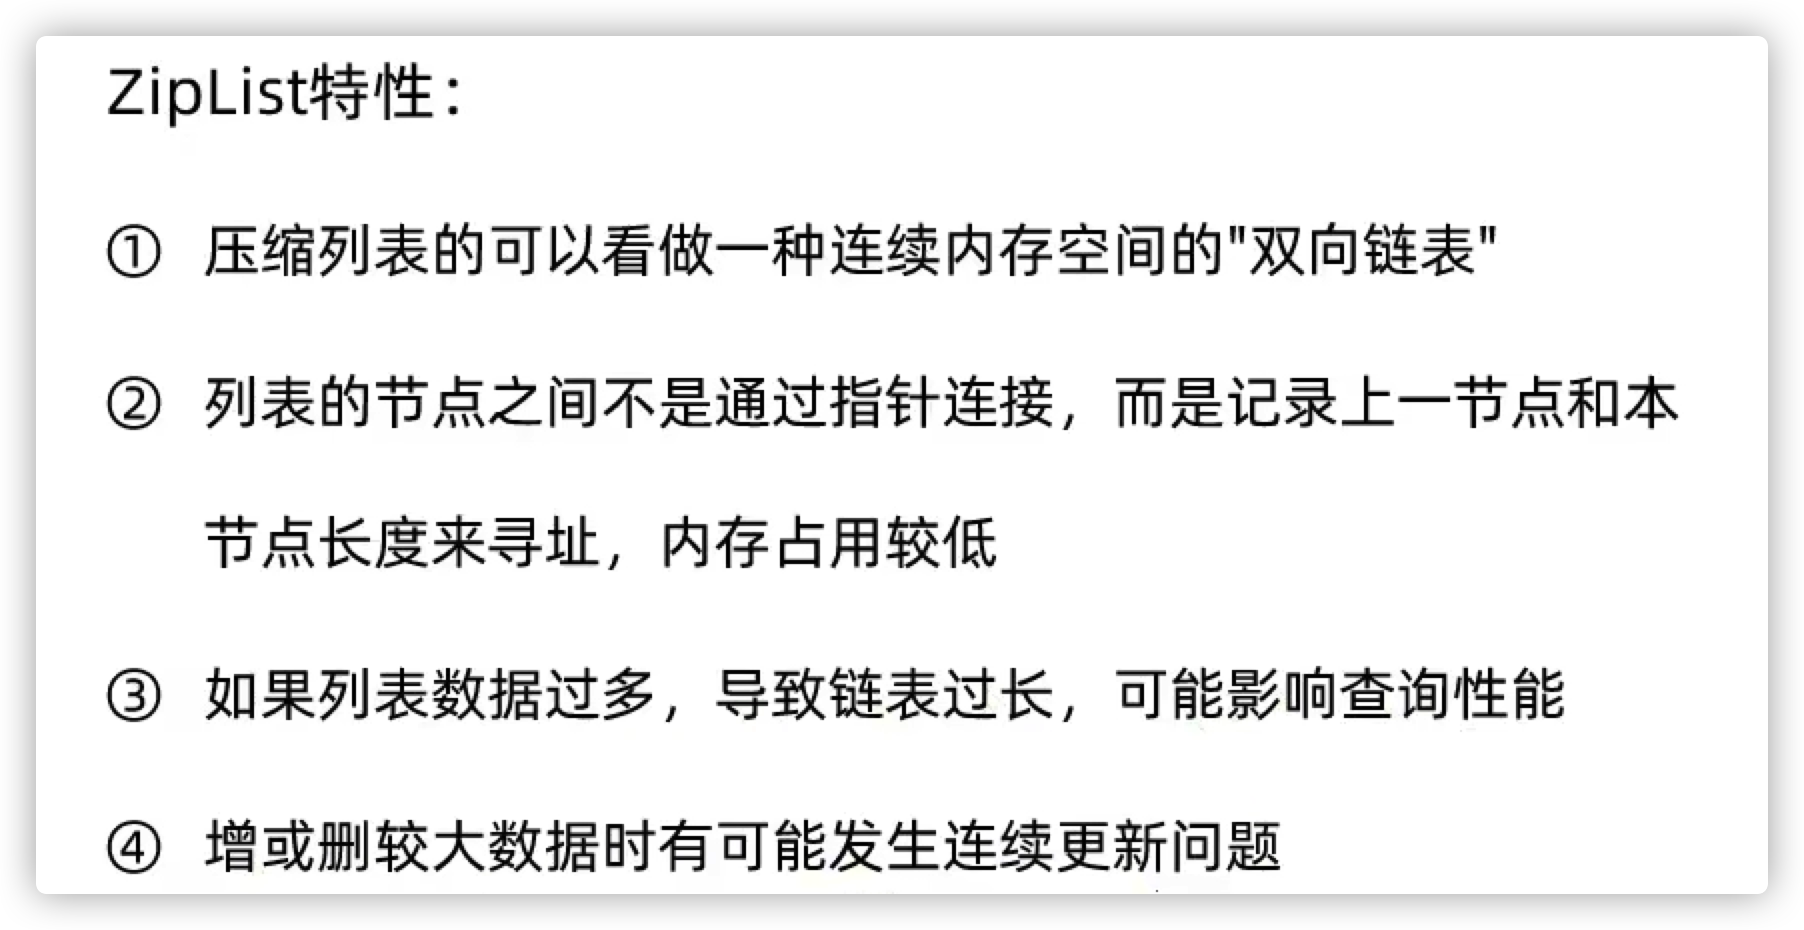 ZipList特性：
① 压缩列表的可以看做一种连续内存空间的"双向链表"
② 列表的节点之间不是通过指针连接，而是记录上一节点和本
节点长度来寻址，内存占用较低
③ 如果列表数据过多，导致链表过长，可能影响查询性能
④ 增或删较大数据时有可能发生连续更新问题